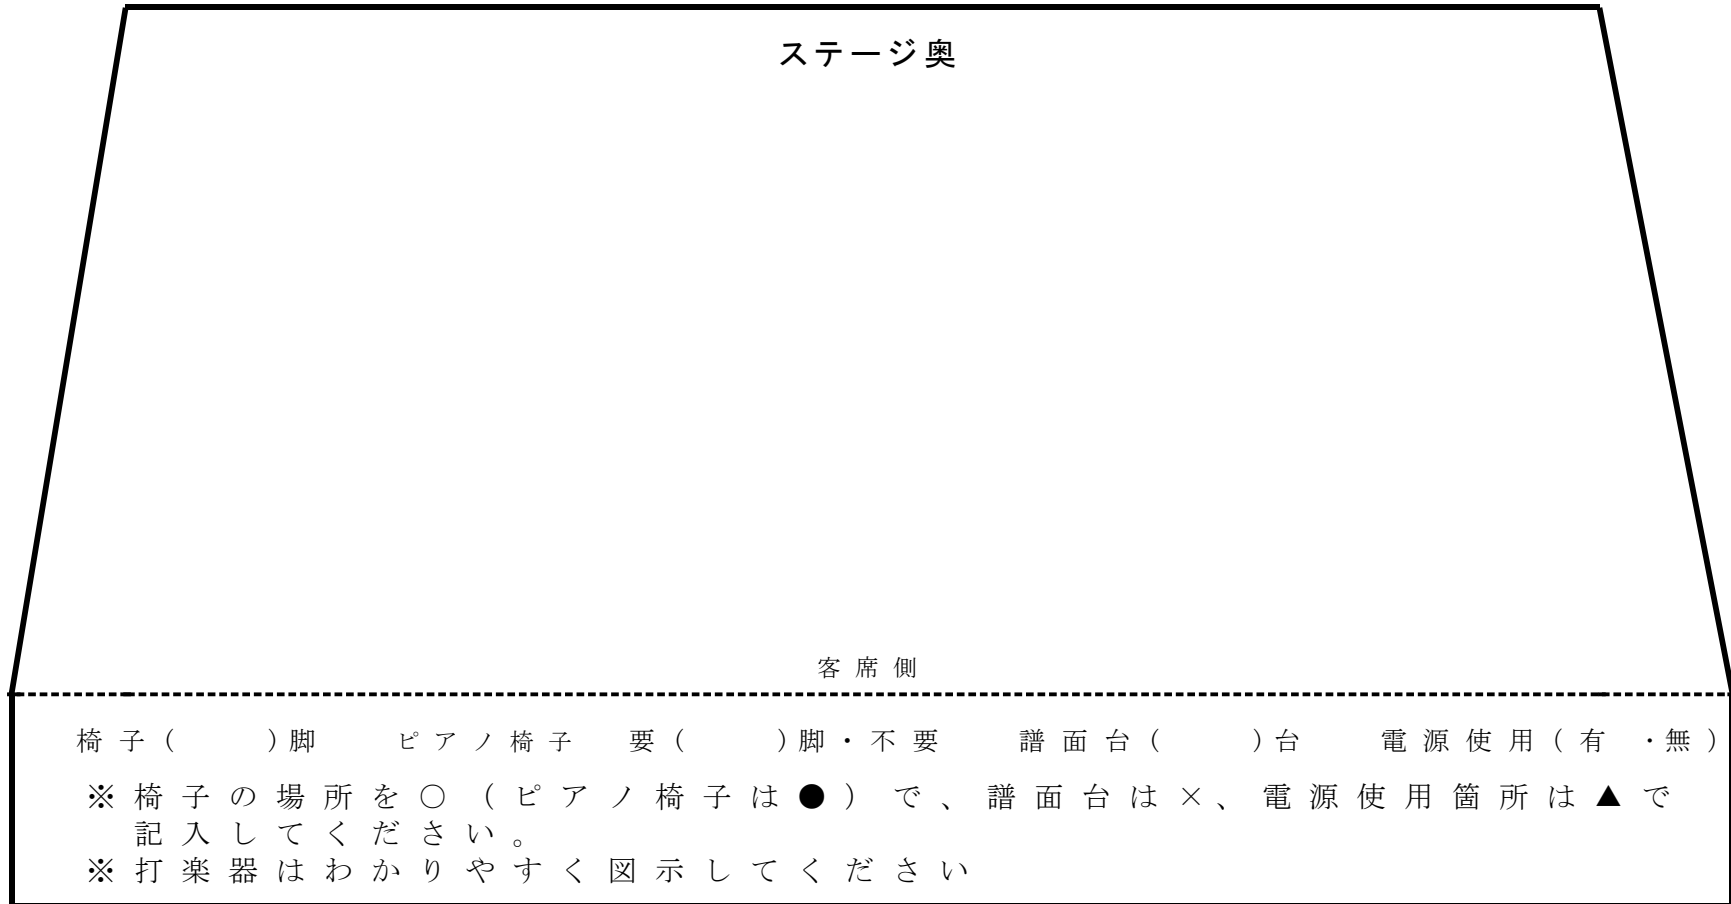 ステージ奥
客席側
椅子(　　)脚　ピアノ椅子　要(　　)脚・不要　譜面台(　　)台　電源使用(有　・無)
※椅子の場所を○（ピアノ椅子は●）で、譜面台は×、電源使用箇所は▲で
記入してください。
※打楽器はわかりやすく図示してください